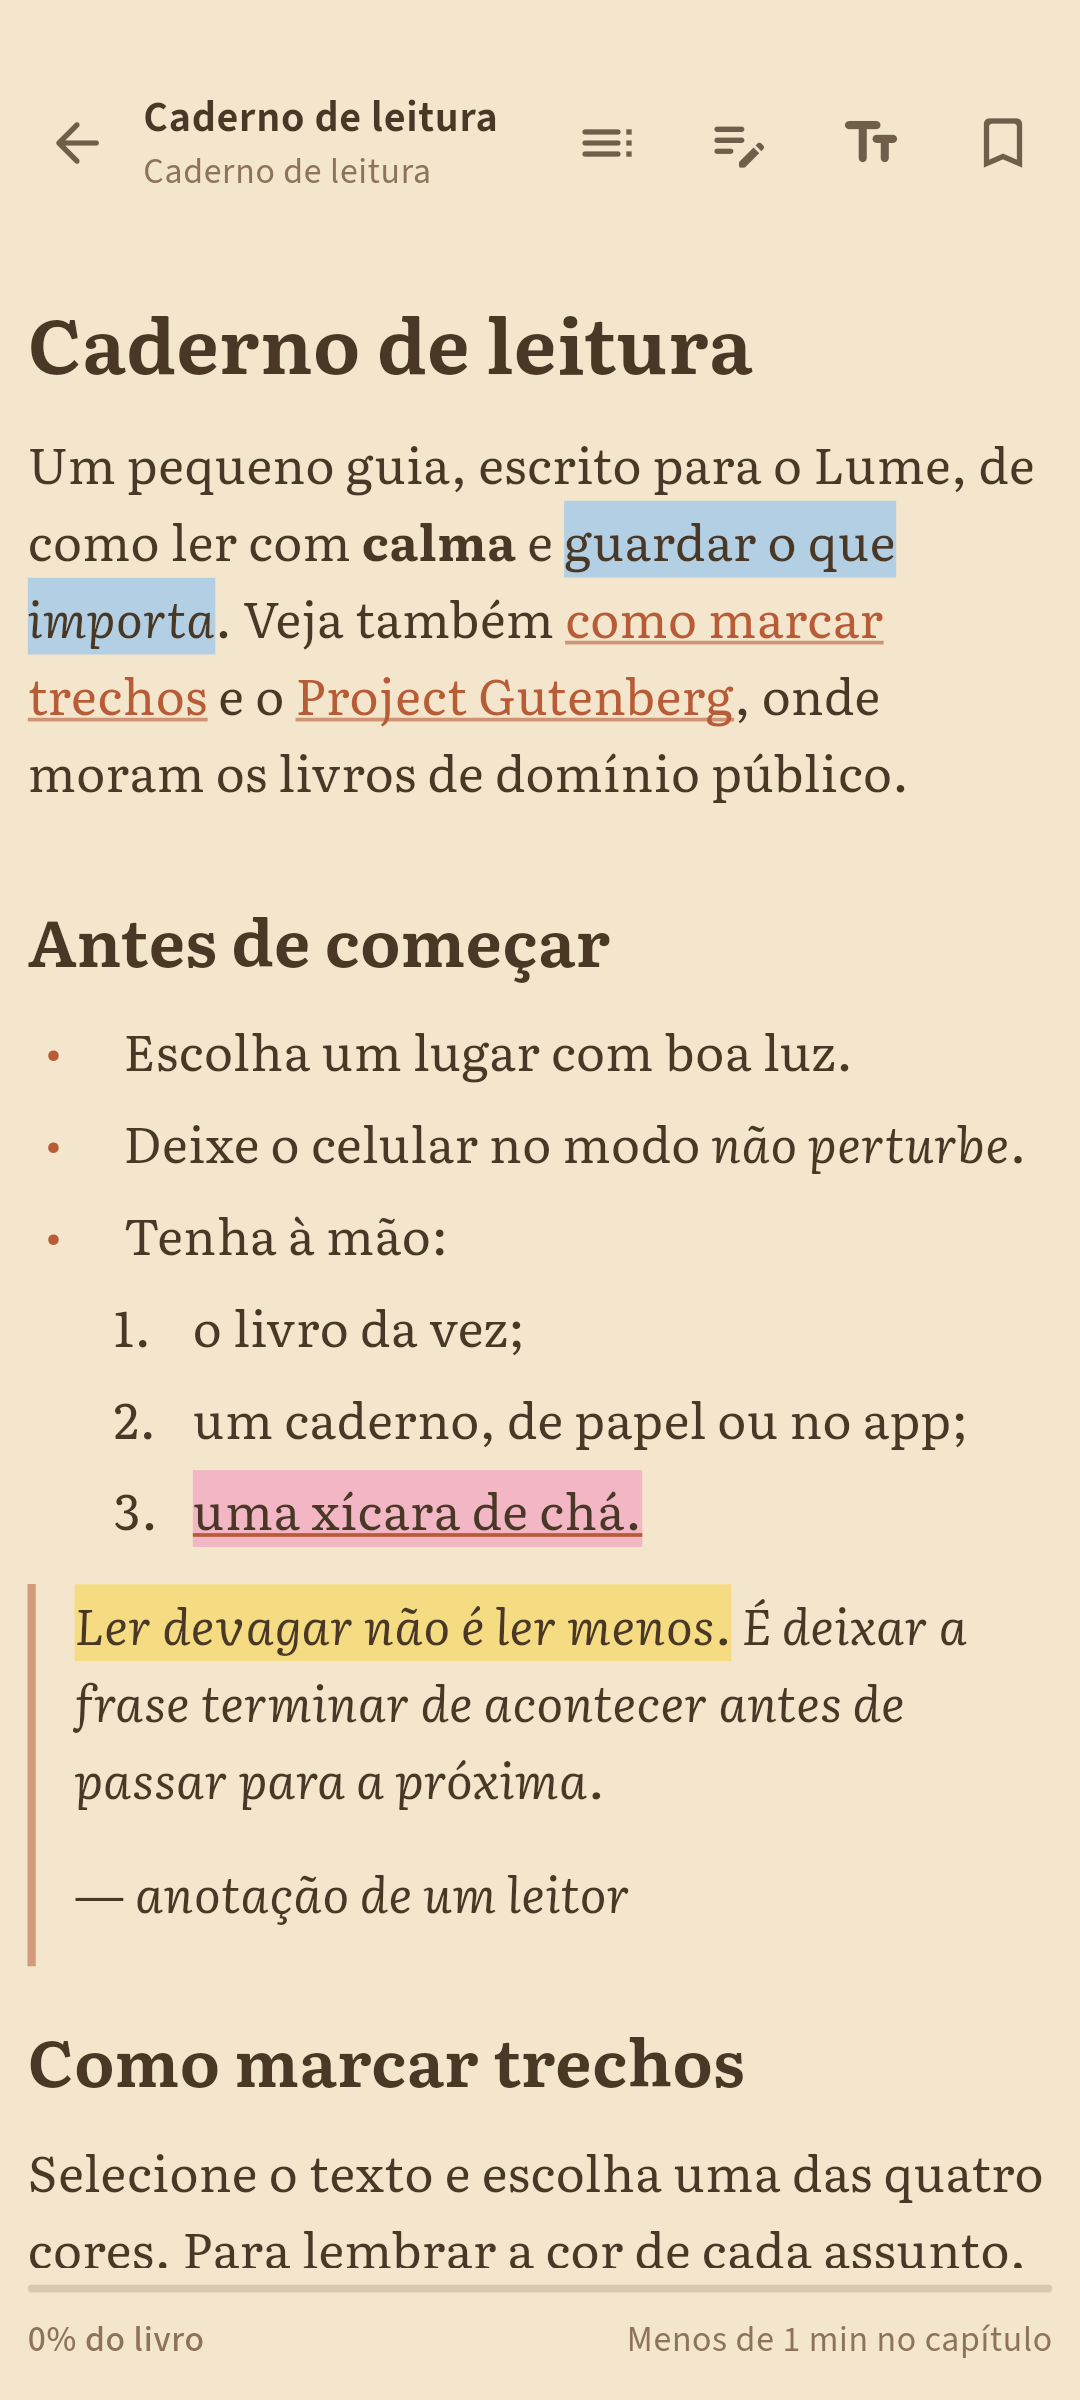 Caderno de leitura
Caderno de leitura
Caderno de leitura
Um pequeno guia, escrito para o Lume, de
como ler com calma e guardar o que
importa. Veja também como marcar
trechos e o Project Gutenberg, onde
moram os livros de domínio público.
Antes de começar
• Escolha um lugar com boa luz.
• Deixe o celular no modo não perturbe.
• Tenha à mão:
1. o livro da vez;
2. um caderno, de papel ou no app;
3. uma xícara de chá.
Ler devagar não é ler menos. É deixar a
frase terminar de acontecer antes de
passar para a próxima.
— anotação de um leitor
Como marcar trechos
Selecione o texto e escolha uma das quatro
cores. Para lembrar a cor de cada assunto,
0% do livro
Menos de 1 min no capítulo